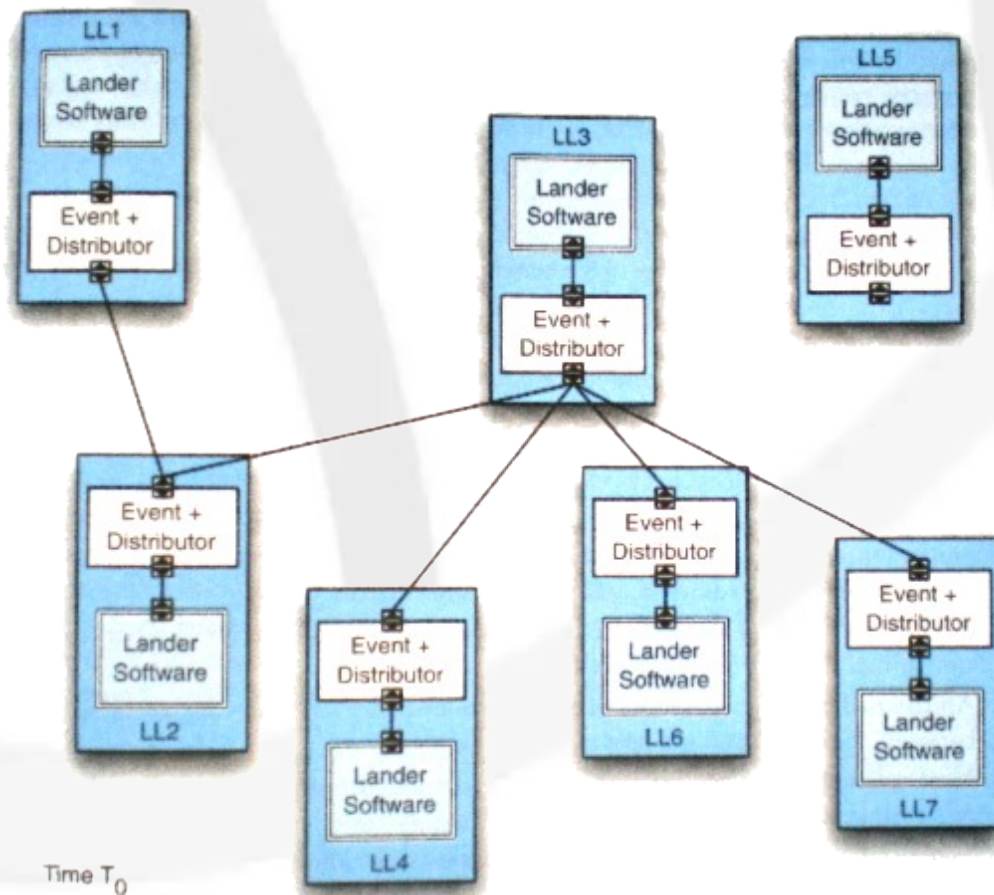 LL1
Lander
Software
Event +
Distributor
LL5
Lander
Software
Event +
Distributor
LL3
Lander
Software
Event +
Distributor
Event +
Distributor
Lander
Software
LL2
Event +
Distributor
Lander
Software
LL4
Event +
Distributor
Lander
Software
LL6
Event +
Distributor
Lander
Software
LL7
Time T0